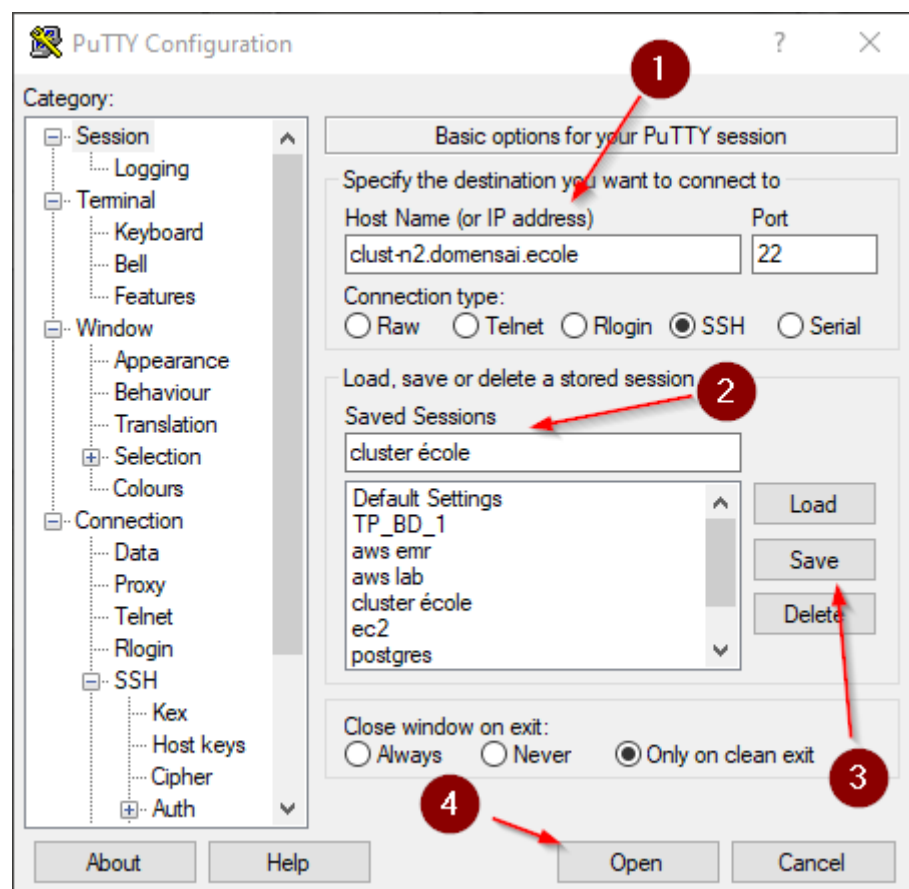 PuTTY Configuration
?
1
Category:
Session
Logging
Terminal
Keyboard
Bell
Features
Window
Appearance
Behaviour
Translation
Selection
Colours
Connection
Data
Proxy
Telnet
Rlogin
SSH
Kex
Host keys
Cipher
Auth
Basic options for your PuTTY session
Specify the destination you want to connect to
Host Name (or IP address) Port
clust-n2.domensai.ecole 22
Connection type:
Raw Telnet Rlogin SSH Serial
Load, save or delete a stored session
2
Saved Sessions
cluster école
Default Settings
TP_BD_1
aws emr
aws lab
cluster école
ec2
postgres
Load
Save
Delete
Close window on exit:
Always Never Only on clean exit
3
4
About Help Open Cancel